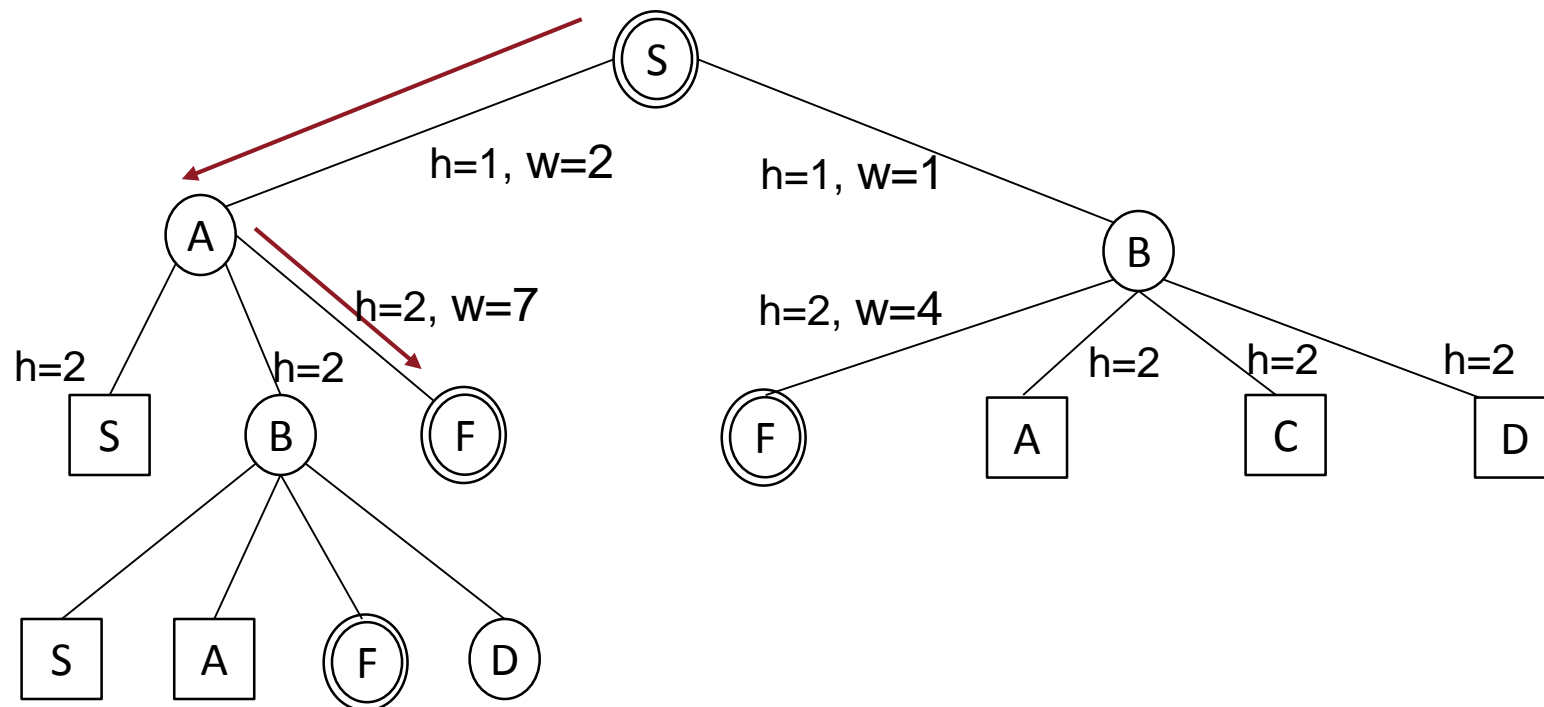 S
h=1, w=2
h=1, w=1
A
B
h=2, w=7
h=2, w=4
h=2
h=2
h=2
h=2
h=2
S
B
F
F
A
C
D
S
A
F
D